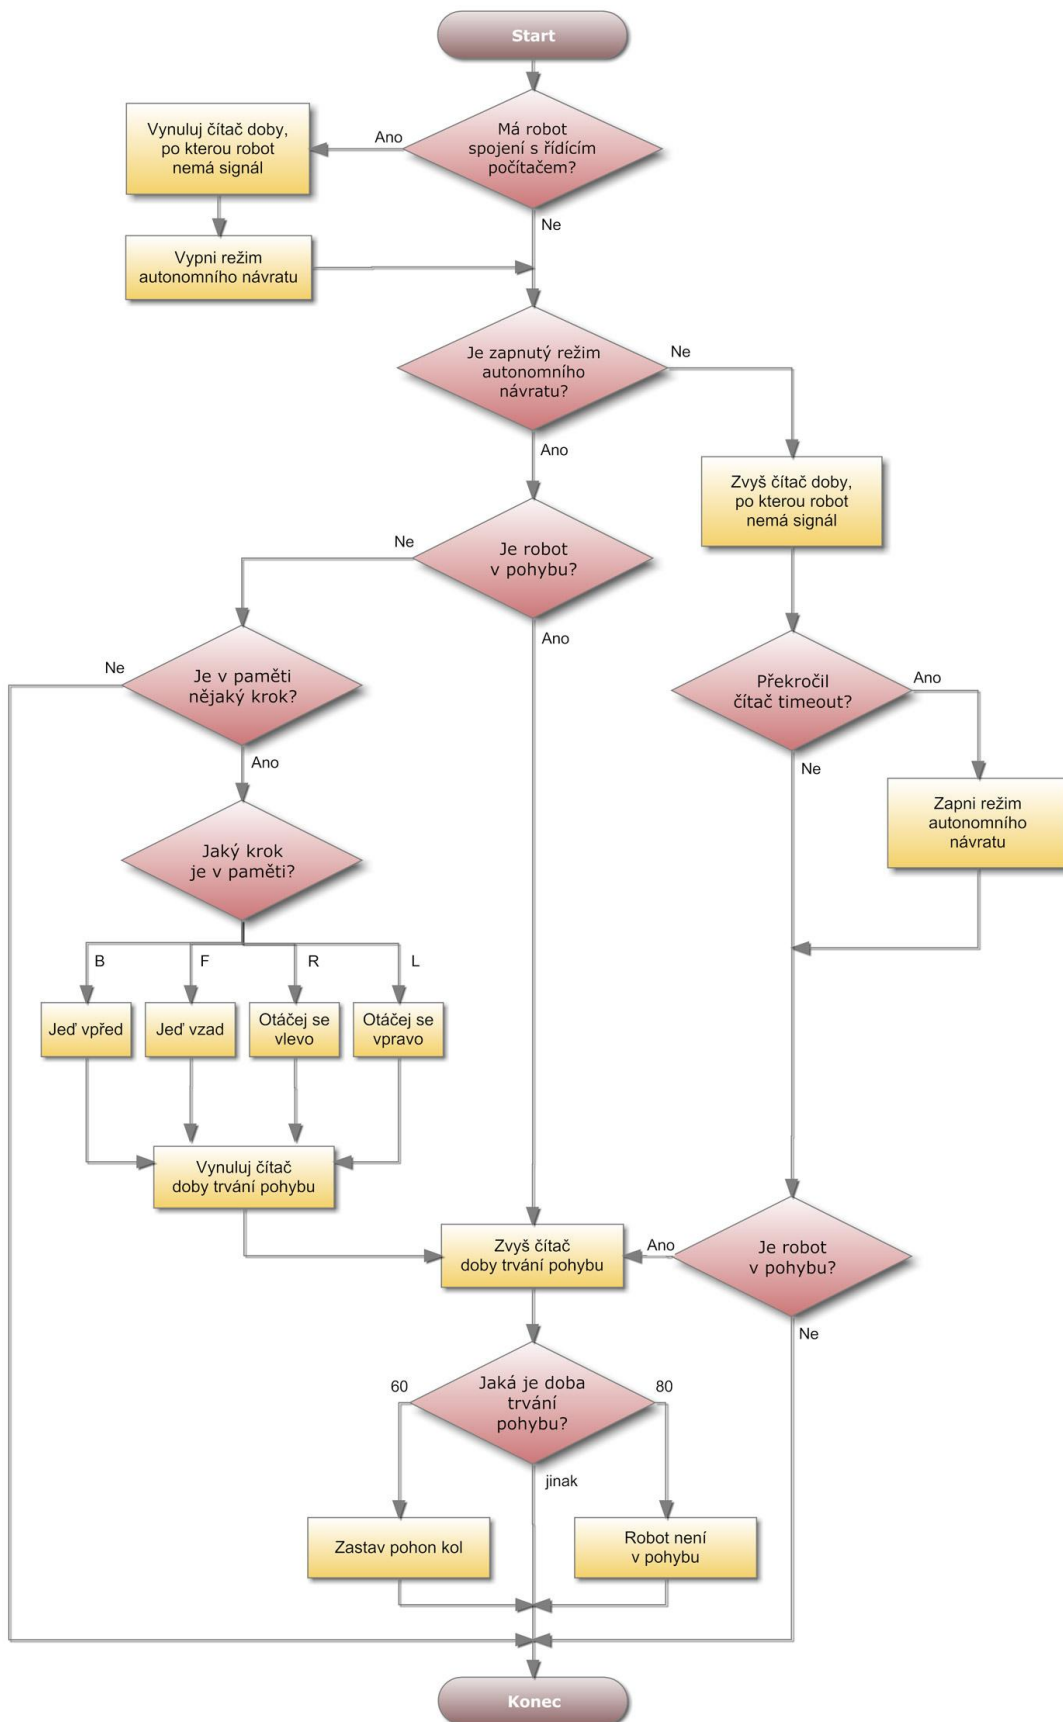 Start
Má robot
spojení s řídícím
počítačem?
Ano
Vynuluj čítač doby,
po kterou robot
nemá signál
Ne
Vypni režim
autonomního návratu
Je zapnutý režim
autonomního
návratu?
Ne
Ano
Zvyš čítač doby,
po kterou robot
nemá signál
Je robot
v pohybu?
Ne
Ano
Je v paměti
nějaký krok?
Ne
Ano
Překročil
čítač timeout?
Ano
Ne
Zapni režim
autonomního
návratu
Jaký krok
je v paměti?
B
F
R
L
Jeď vpřed
Jeď vzad
Otáčej se
vlevo
Otáčej se
vpravo
Vynuluj čítač
doby trvání pohybu
Zvyš čítač
doby trvání pohybu
Ano
Je robot
v pohybu?
Ne
Jaká je doba
trvání
pohybu?
60
80
jinak
Zastav pohon kol
Robot není
v pohybu
Konec